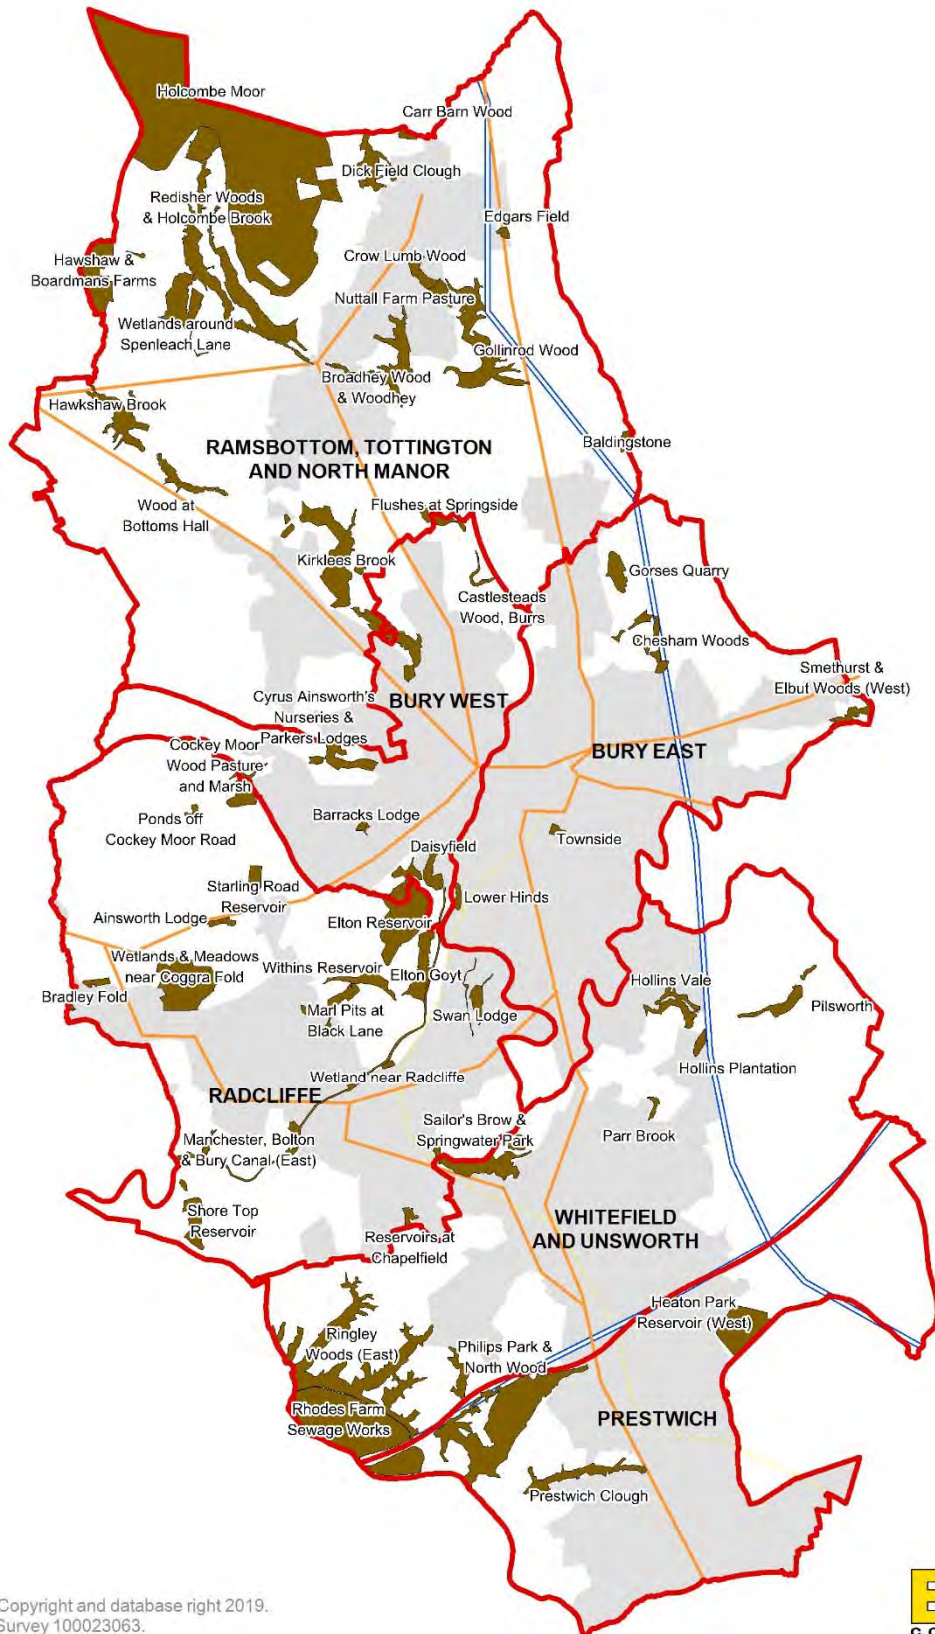 Holcombe Moor
Carr Barn Wood
Dick Field Clough
Redisher Woods
& Holcombe Brook
Edgars Field
Crow Lumb Wood
Hawshaw &
Boardmans Farms
Nuttall Farm Pasture
Wetlands around
Spenleach Lane
Gollinrod Wood
Broadhey Wood
& Woodhey
Hawkshaw Brook
RAMSBOTTOM, TOTTINGTON
AND NORTH MANOR
Baldingstone
Wood at
Bottoms Hall
Flushes at Springside
Kirklees Brook
Gorses Quarry
Castlesteads
Wood, Burrs
Chesham Woods
Smethurst &
Elbut Woods (West)
Cyrus Ainsworth's
Nurseries &
Parkers Lodges
BURY WEST
BURY EAST
Cockey Moor
Wood Pasture
and Marsh
Ponds off
Cockey Moor Road
Barracks Lodge
Townside
Daisyfield
Starling Road
Reservoir
Lower Hinds
Ainsworth Lodge
Elton Reservoir
Wetlands & Meadows
near Coggra Fold
Withins Reservoir
Elton Goyt
Hollins Vale
Bradley Fold
Marl Pits at
Black Lane
Swan Lodge
Pilsworth
Hollins Plantation
Wetland near Radcliffe
RADCLIFFE
Sailor's Brow &
Springwater Park
Parr Brook
Manchester, Bolton
& Bury Canal (East)
Shore Top
Reservoir
Reservoirs at
Chapelfield
WHITEFIELD
AND UNSWORTH
Heaton Park
Reservoir (West)
Ringley
Woods (East)
Philips Park &
North Wood
Rhodes Farm
Sewage Works
PRESTWICH
Prestwich Clough
Copyright and database right 2019.
Survey 100023063.